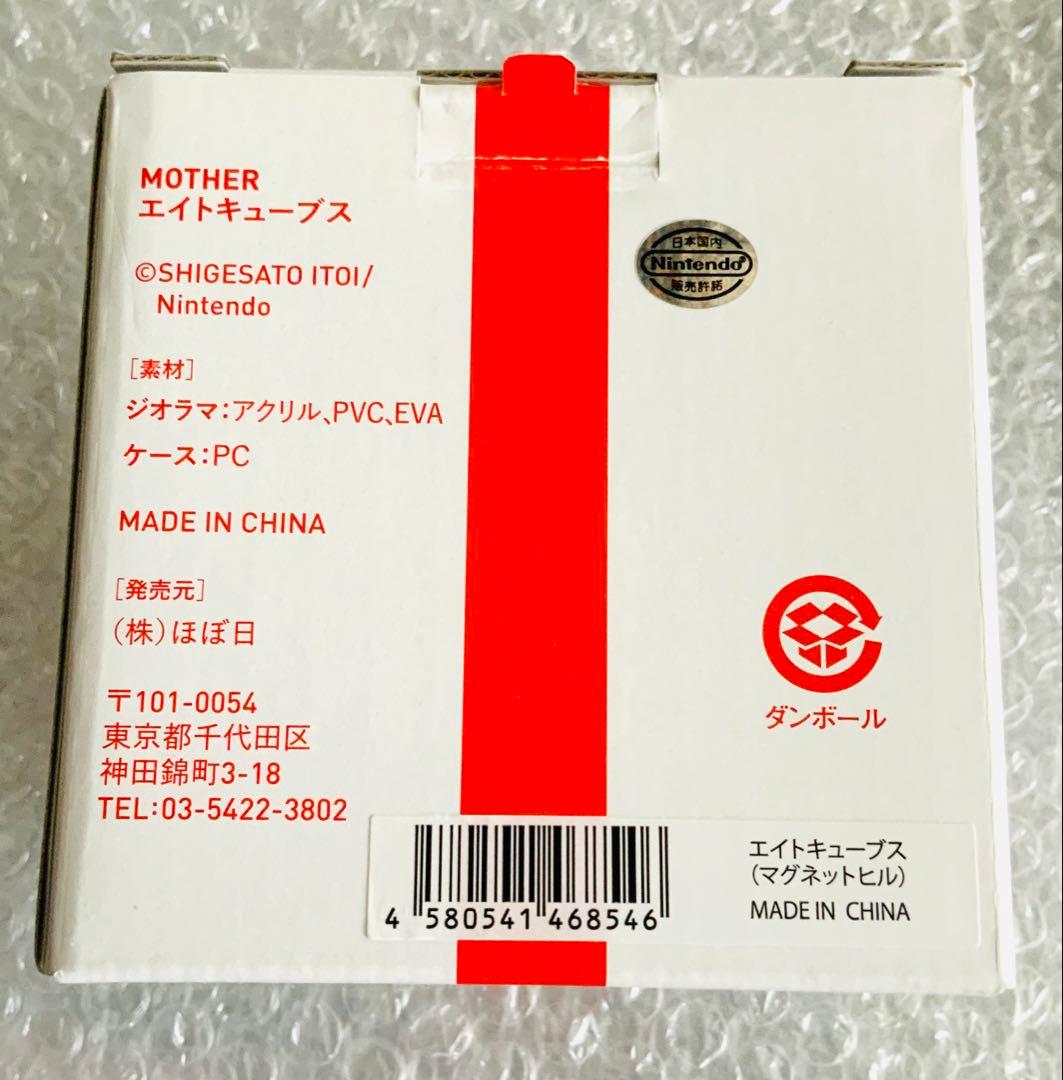 MOTHER
エイトキューブス
©SHIGESATO ITOI/
Nintendo
[素材]
ジオラマ:アクリル、PVC、EVA
ケース:PC
MADE IN CHINA
[発売元]
(株)ほぼ日
〒101-0054
東京都千代田区
神田錦町3-18
TEL:03-5422-3802
日本国内
Nintendo®
販売許諾
ダンボール
4 580541 468546
エイトキューブス
(マグネットヒル)
MADE IN CHINA